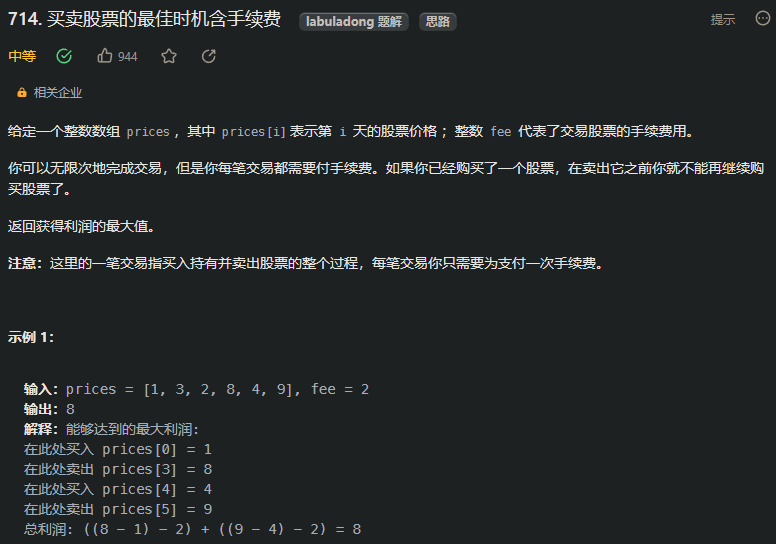 714. 买卖股票的最佳时机含手续费 labuladong 题解 思路 提示
中等 944
相关企业
给定一个整数数组 prices，其中 prices[i]表示第 i 天的股票价格 ；整数 fee 代表了交易股票的手续费用。
你可以无限次地完成交易，但是你每笔交易都需要付手续费。如果你已经购买了一个股票，在卖出它之前你就不能再继续购
买股票了。
返回获得利润的最大值。
注意：这里的一笔交易指买入持有并卖出股票的整个过程，每笔交易你只需要为支付一次手续费。
示例 1：
输入：prices = [1, 3, 2, 8, 4, 9], fee = 2
输出：8
解释：能够达到的最大利润:
在此处买入 prices[0] = 1
在此处卖出 prices[3] = 8
在此处买入 prices[4] = 4
在此处卖出 prices[5] = 9
总利润: ((8 - 1) - 2) + ((9 - 4) - 2) = 8